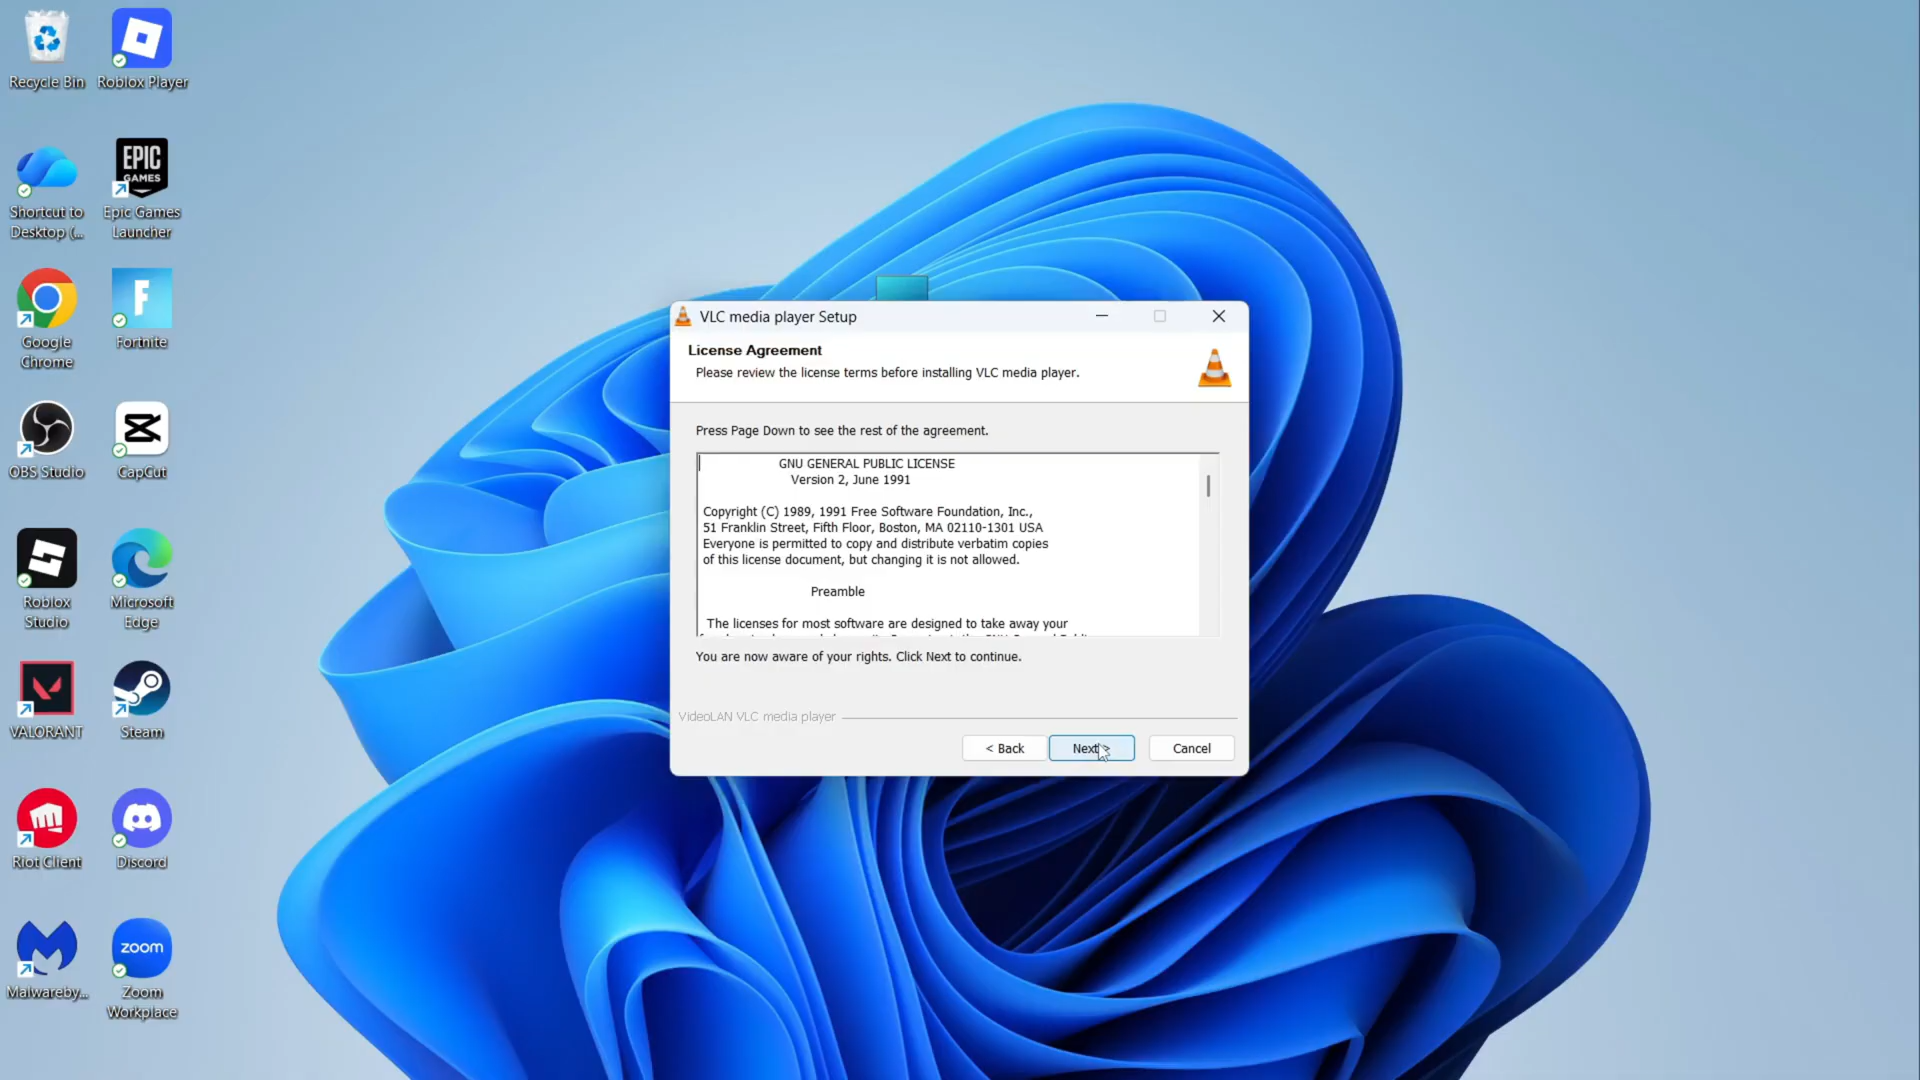 Recycle Bin
Roblox Player
Shortcut to
Desktop (...
EPIC
GAMES
Epic Games
Launcher
Google
Chrome
F
Fortnite
OBS Studio
CapCut
Roblox
Studio
Microsoft
Edge
VALORANT
Steam
Riot Client
Discord
Malwareby...
zoom
Zoom
Workplace
VLC media player Setup
License Agreement
Please review the license terms before installing VLC media player.
Press Page Down to see the rest of the agreement.
GNU GENERAL PUBLIC LICENSE
Version 2, June 1991
Copyright (C) 1989, 1991 Free Software Foundation, Inc.,
51 Franklin Street, Fifth Floor, Boston, MA 02110-1301 USA
Everyone is permitted to copy and distribute verbatim copies
of this license document, but changing it is not allowed.
Preamble
The licenses for most software are designed to take away your
You are now aware of your rights. Click Next to continue.
VideoLAN VLC media player
< Back
Next >
Cancel